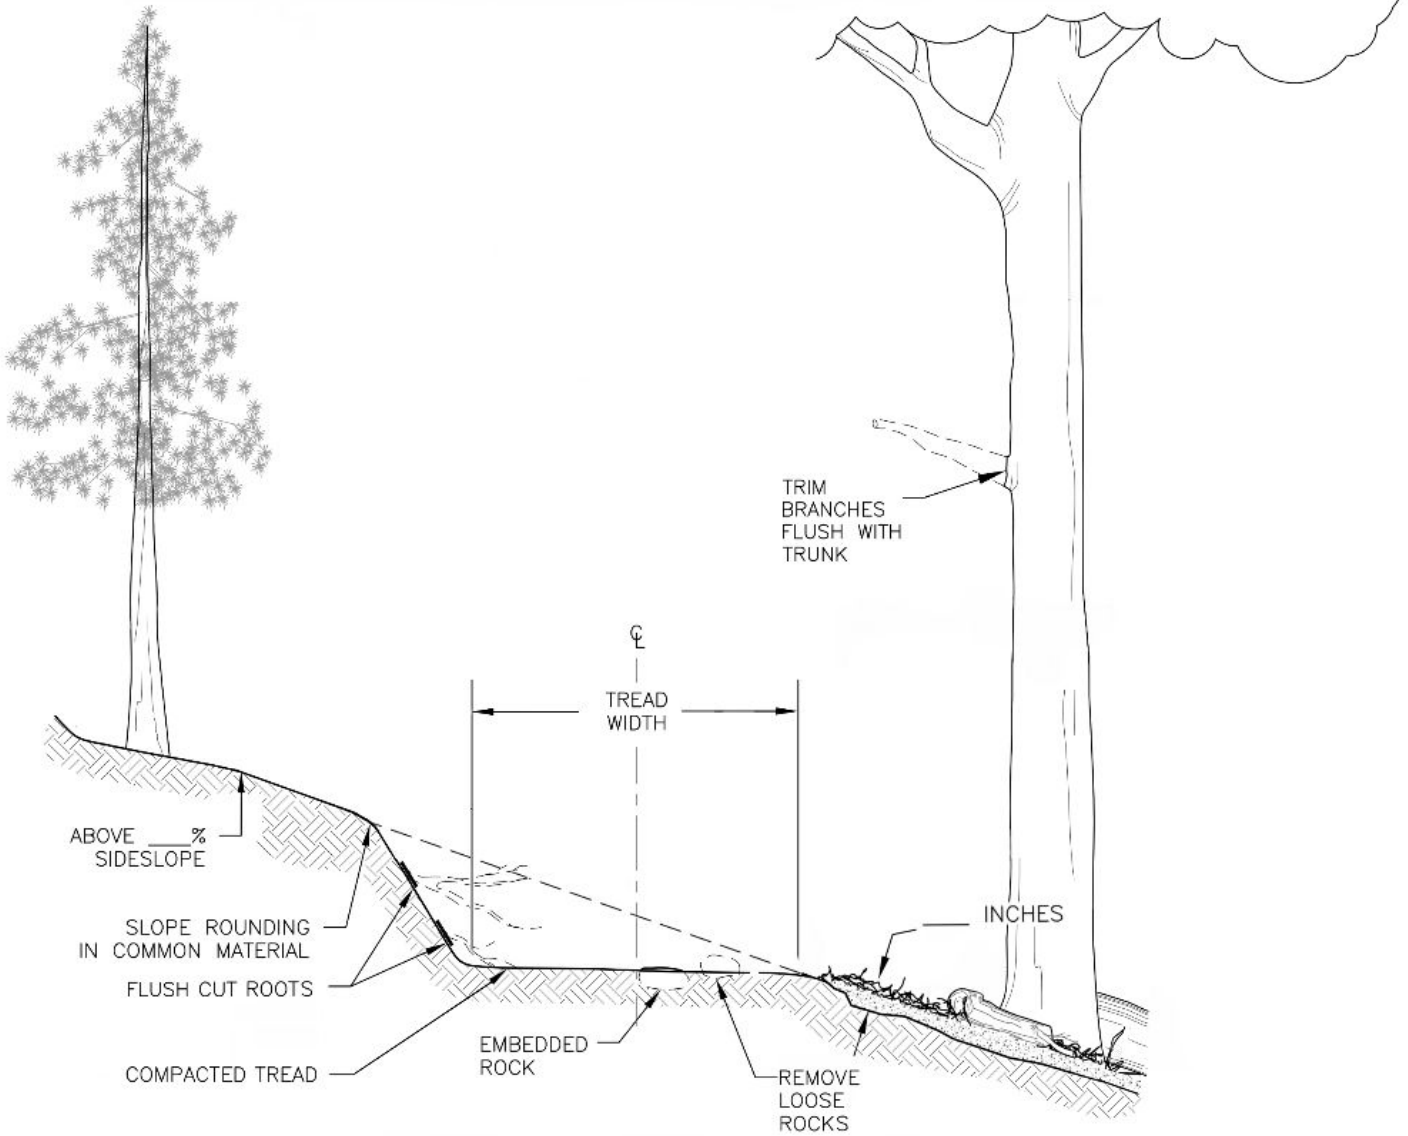 TRIM
BRANCHES
FLUSH WITH
TRUNK
℄
TREAD
WIDTH
ABOVE ___%
SIDESLOPE
SLOPE ROUNDING
IN COMMON MATERIAL
FLUSH CUT ROOTS
INCHES
EMBEDDED
ROCK
COMPACTED TREAD
REMOVE
LOOSE
ROCKS